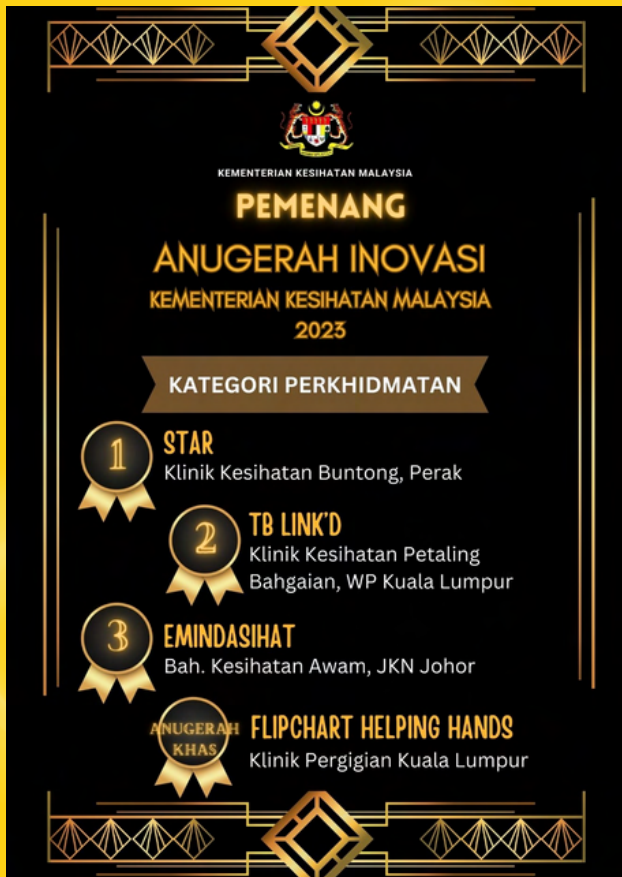 KEMENTERIAN KESIHATAN MALAYSIA
PEMENANG
ANUGERAH INOVASI
KEMENTERIAN KESIHATAN MALAYSIA
2023
KATEGORI PERKHIDMATAN
1
STAR
Klinik Kesihatan Buntong, Perak
2
TB LINK'D
Klinik Kesihatan Petaling
Bahgaian, WP Kuala Lumpur
3
EMINDASIHAT
Bah. Kesihatan Awam, JKN Johor
ANUGERAH
KHAS
FLIPCHART HELPING HANDS
Klinik Pergigian Kuala Lumpur